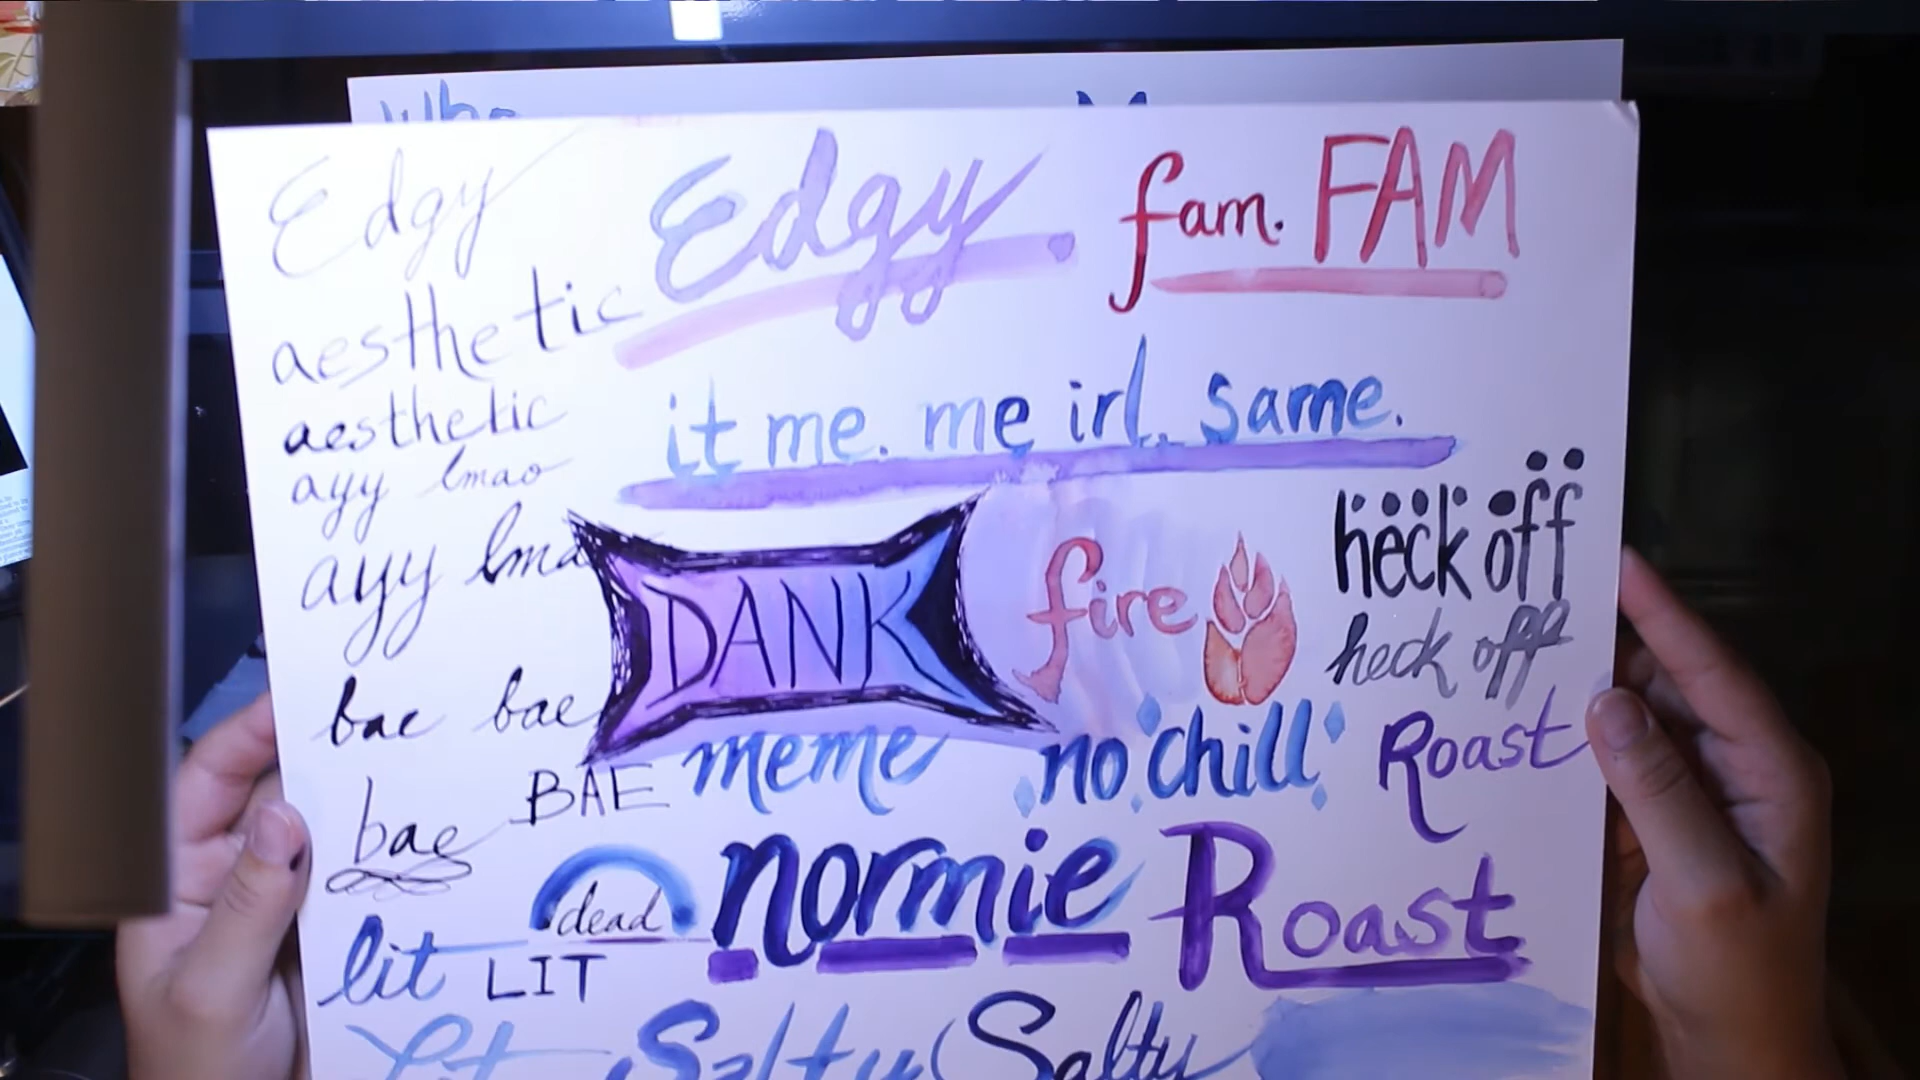 Edgy Edgy. fam. FAM
aesthetic
aesthetic it me. me irl. same.
ayy lmao
ayy lma
DANK fire heck off
heck off
bae bae meme no chill Roast
bae BAE
dead normie Roast
lit LIT
Salty Salty